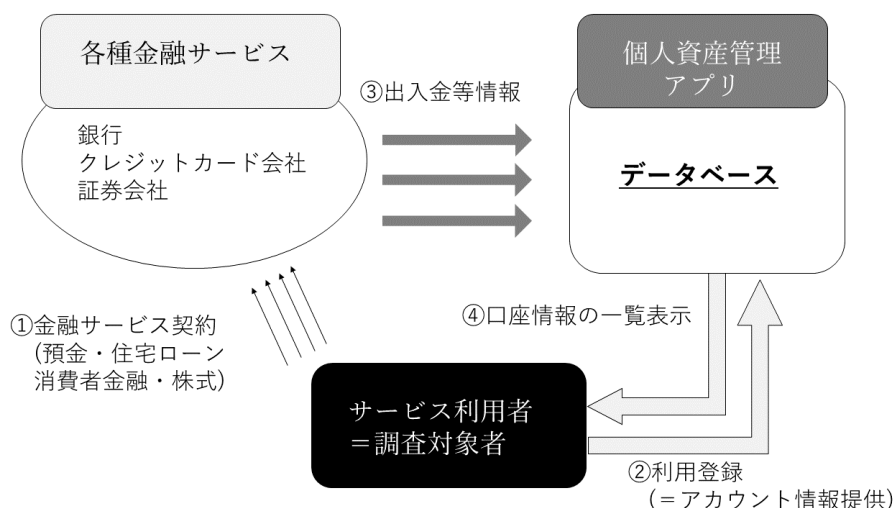 各種金融サービス
銀行
クレジットカード会社
証券会社
③出入金等情報
個人資産管理
アプリ
データベース
①金融サービス契約
(預金・住宅ローン
消費者金融・株式)
④口座情報の一覧表示
サービス利用者
＝調査対象者
②利用登録
(＝アカウント情報提供)